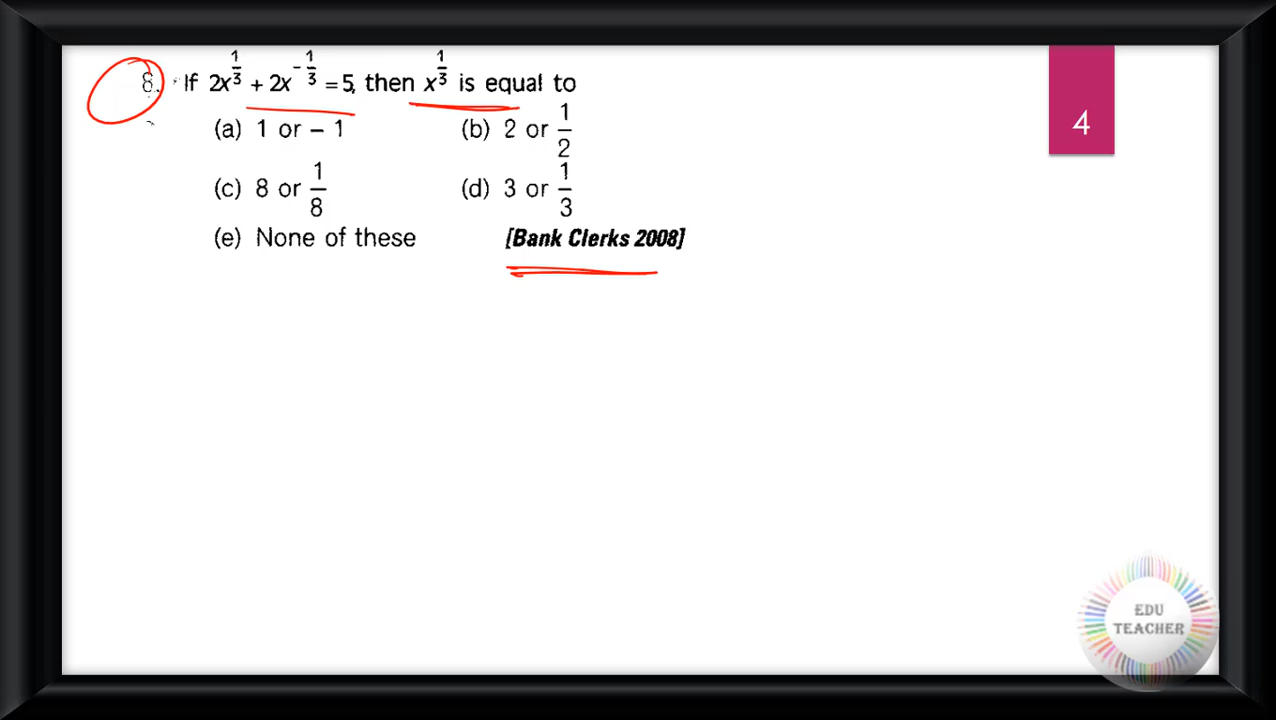 8. If 2x^{1/3} + 2x^{-1/3} = 5, then x^{1/3} is equal to
(a) 1 or – 1 (b) 2 or 1/2
(c) 8 or 1/8 (d) 3 or 1/3
(e) None of these [Bank Clerks 2008]
4
EDU
TEACHER